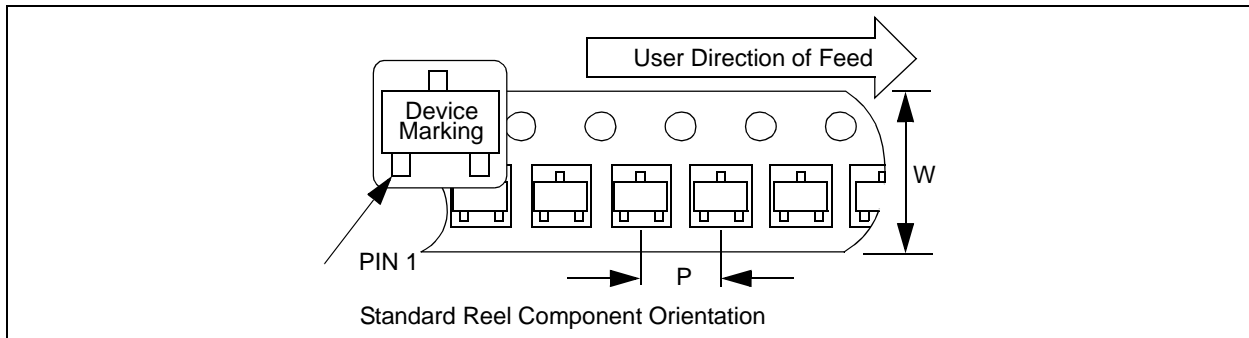 User Direction of Feed
Device
Marking
W
PIN 1
P
Standard Reel Component Orientation